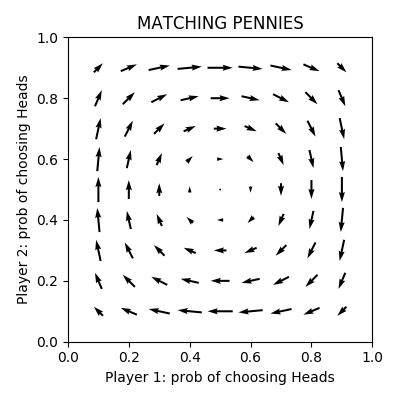 MATCHING PENNIES
1.0
0.8
0.6
0.4
0.2
0.0
Player 2: prob of choosing Heads
0.0 0.2 0.4 0.6 0.8 1.0
Player 1: prob of choosing Heads